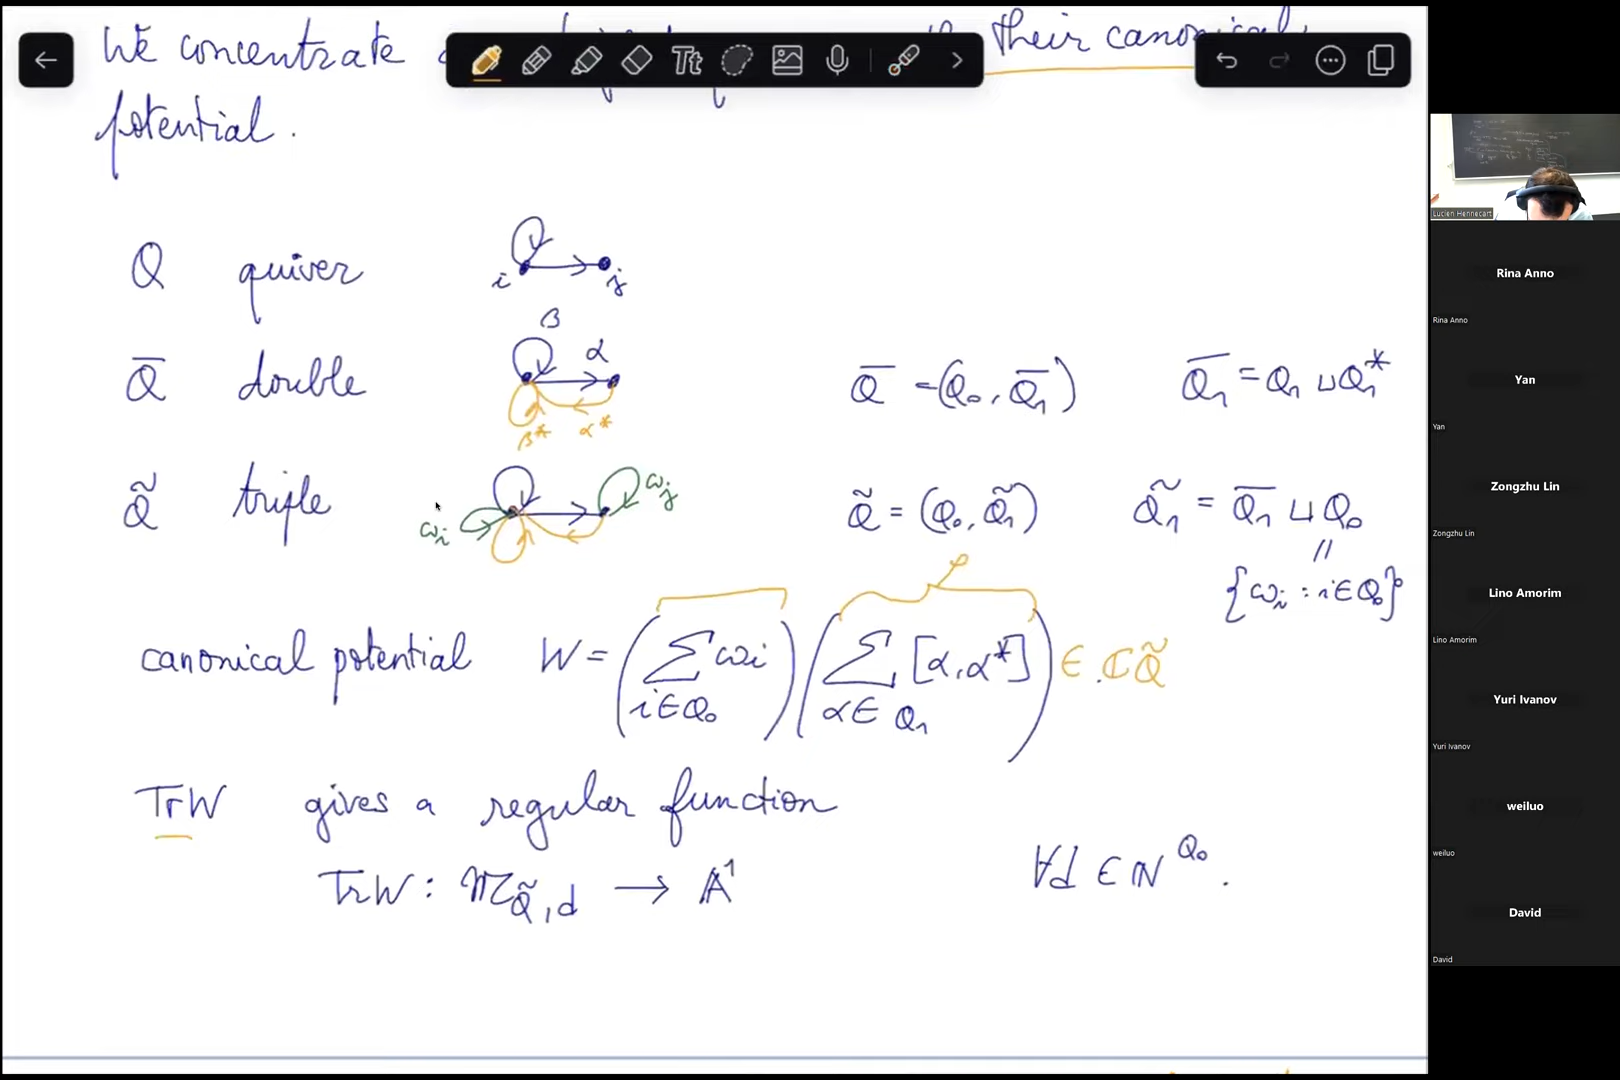 We concentrate their canonical
potential.
Q quiver i j
Q̅ double β α β* α* Q̅ = (Q₀, Q̅₁) Q̅₁ = Q₁ ⊔ Q₁*
Q̃ triple ωi ωj Q̃ = (Q₀, Q̃₁) Q̃₁ = Q̅₁ ⊔ Q₀
{ωi : i ∈ Q₀}
canonical potential W = (∑ i∈Q₀ ωi) (∑ α∈Q₁ [α, α*]) ∈ ℂQ̃
TrW gives a regular function
TrW : 𝔐Q̃,d → A¹ ∀d ∈ ℕ^Q₀.
Tt
Lucien Hennecart
Rina Anno
Rina Anno
Yan
Yan
Zongzhu Lin
Zongzhu Lin
Lino Amorim
Lino Amorim
Yuri Ivanov
Yuri Ivanov
weiluo
weiluo
David
David